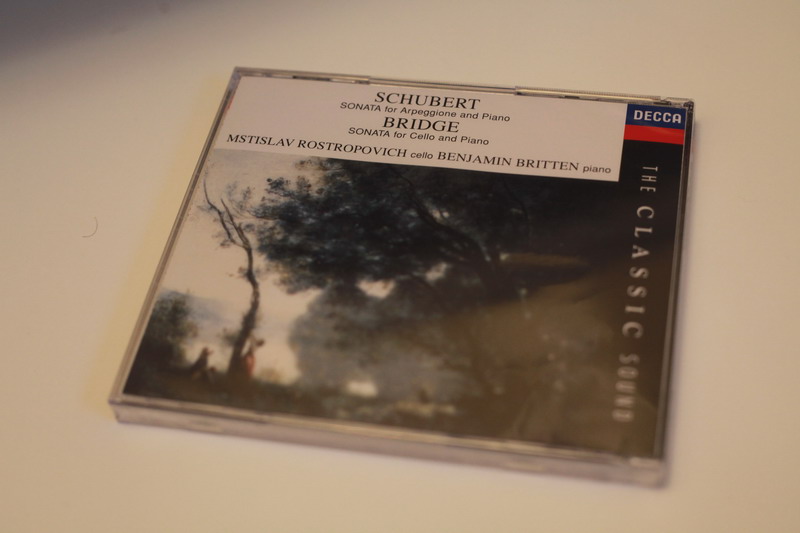 SCHUBERT
SONATA for Arpeggione and Piano
BRIDGE
SONATA for Cello and Piano
MSTISLAV ROSTROPOVICH cello BENJAMIN BRITTEN piano
DECCA
THE CLASSIC SOUND